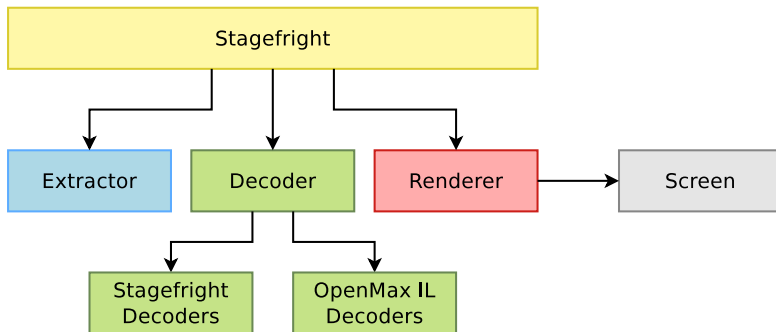 Stagefright
Extractor
Decoder
Renderer
Screen
Stagefright
Decoders
OpenMax IL
Decoders